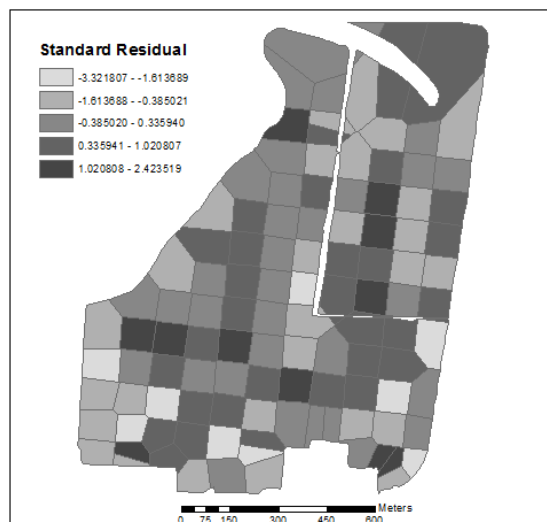 Standard Residual
-3.321807 - -1.613689
-1.613688 - -0.385021
-0.385020 - 0.335940
0.335941 - 1.020807
1.020808 - 2.423519
Meters
0 75 150 300 450 600